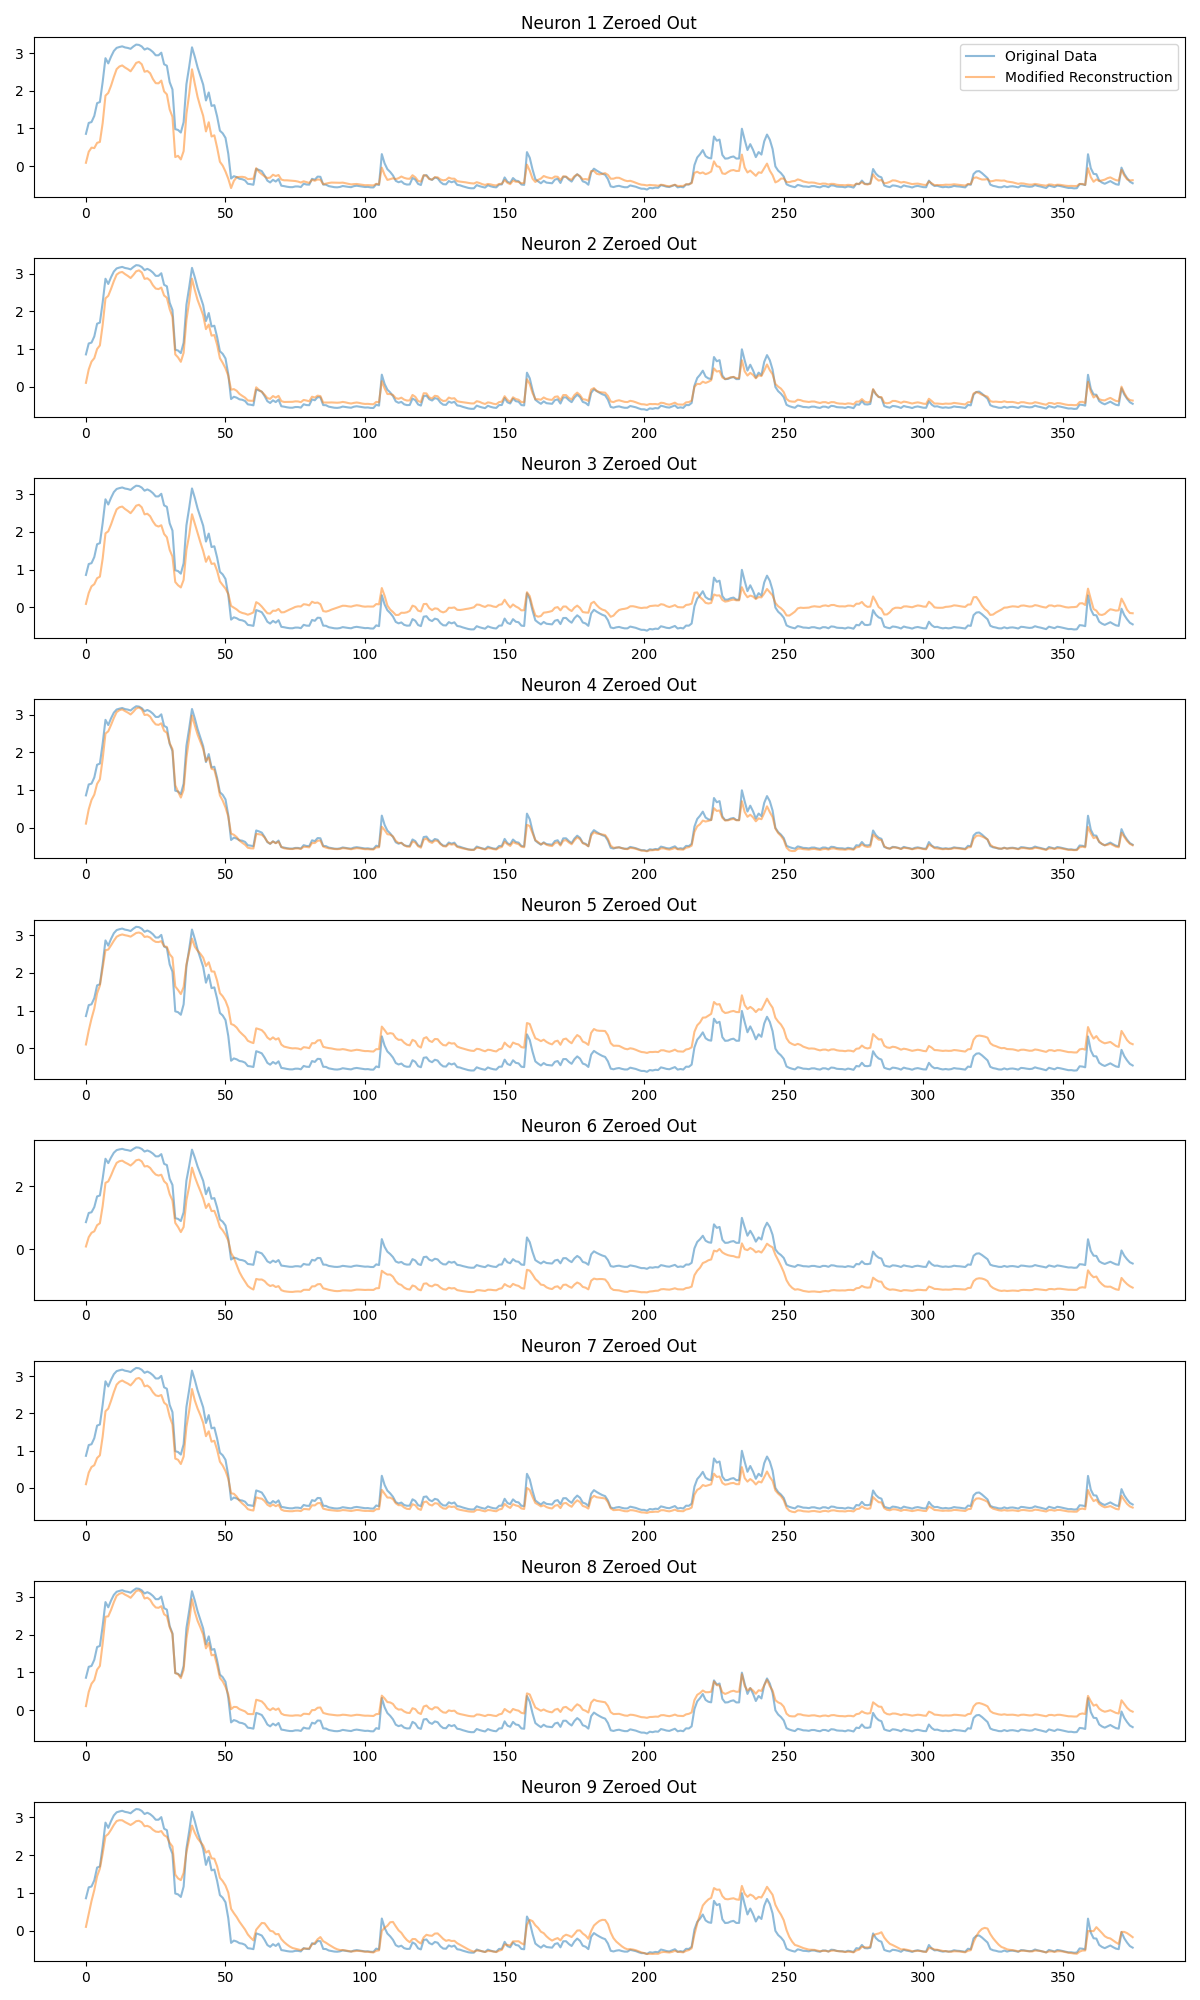 Neuron 1 Zeroed Out
3
2
1
0
Original Data
Modified Reconstruction
0 50 100 150 200 250 300 350
Neuron 2 Zeroed Out
3
2
1
0
0 50 100 150 200 250 300 350
Neuron 3 Zeroed Out
3
2
1
0
0 50 100 150 200 250 300 350
Neuron 4 Zeroed Out
3
2
1
0
0 50 100 150 200 250 300 350
Neuron 5 Zeroed Out
3
2
1
0
0 50 100 150 200 250 300 350
Neuron 6 Zeroed Out
2
0
0 50 100 150 200 250 300 350
Neuron 7 Zeroed Out
3
2
1
0
0 50 100 150 200 250 300 350
Neuron 8 Zeroed Out
3
2
1
0
0 50 100 150 200 250 300 350
Neuron 9 Zeroed Out
3
2
1
0
0 50 100 150 200 250 300 350